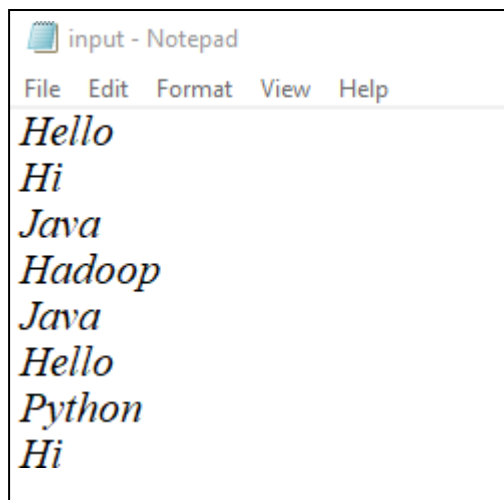 input - Notepad
File Edit Format View Help
Hello
Hi
Java
Hadoop
Java
Hello
Python
Hi